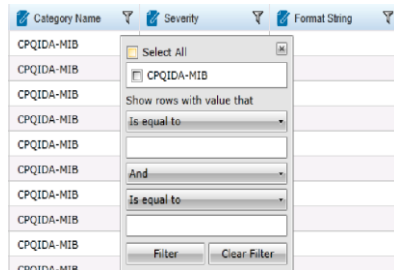 Category Name Severity Format String
CPQIDA-MIB
CPQIDA-MIB
CPQIDA-MIB
CPQIDA-MIB
CPQIDA-MIB
CPQIDA-MIB
CPQIDA-MIB
CPQIDA-MIB
CPQIDA-MIB
CPQIDA-MIB
Select All
CPQIDA-MIB
Show rows with value that
Is equal to
And
Is equal to
Filter Clear Filter